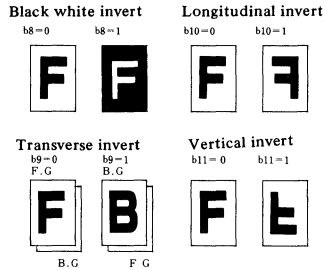 Black white invert
b8=0 b8=1
F F
Longitudinal invert
b10=0 b10=1
F F
Transverse invert
b9=0 b9=1
F.G B.G
F B
B.G F G
Vertical invert
b11=0 b11=1
F F